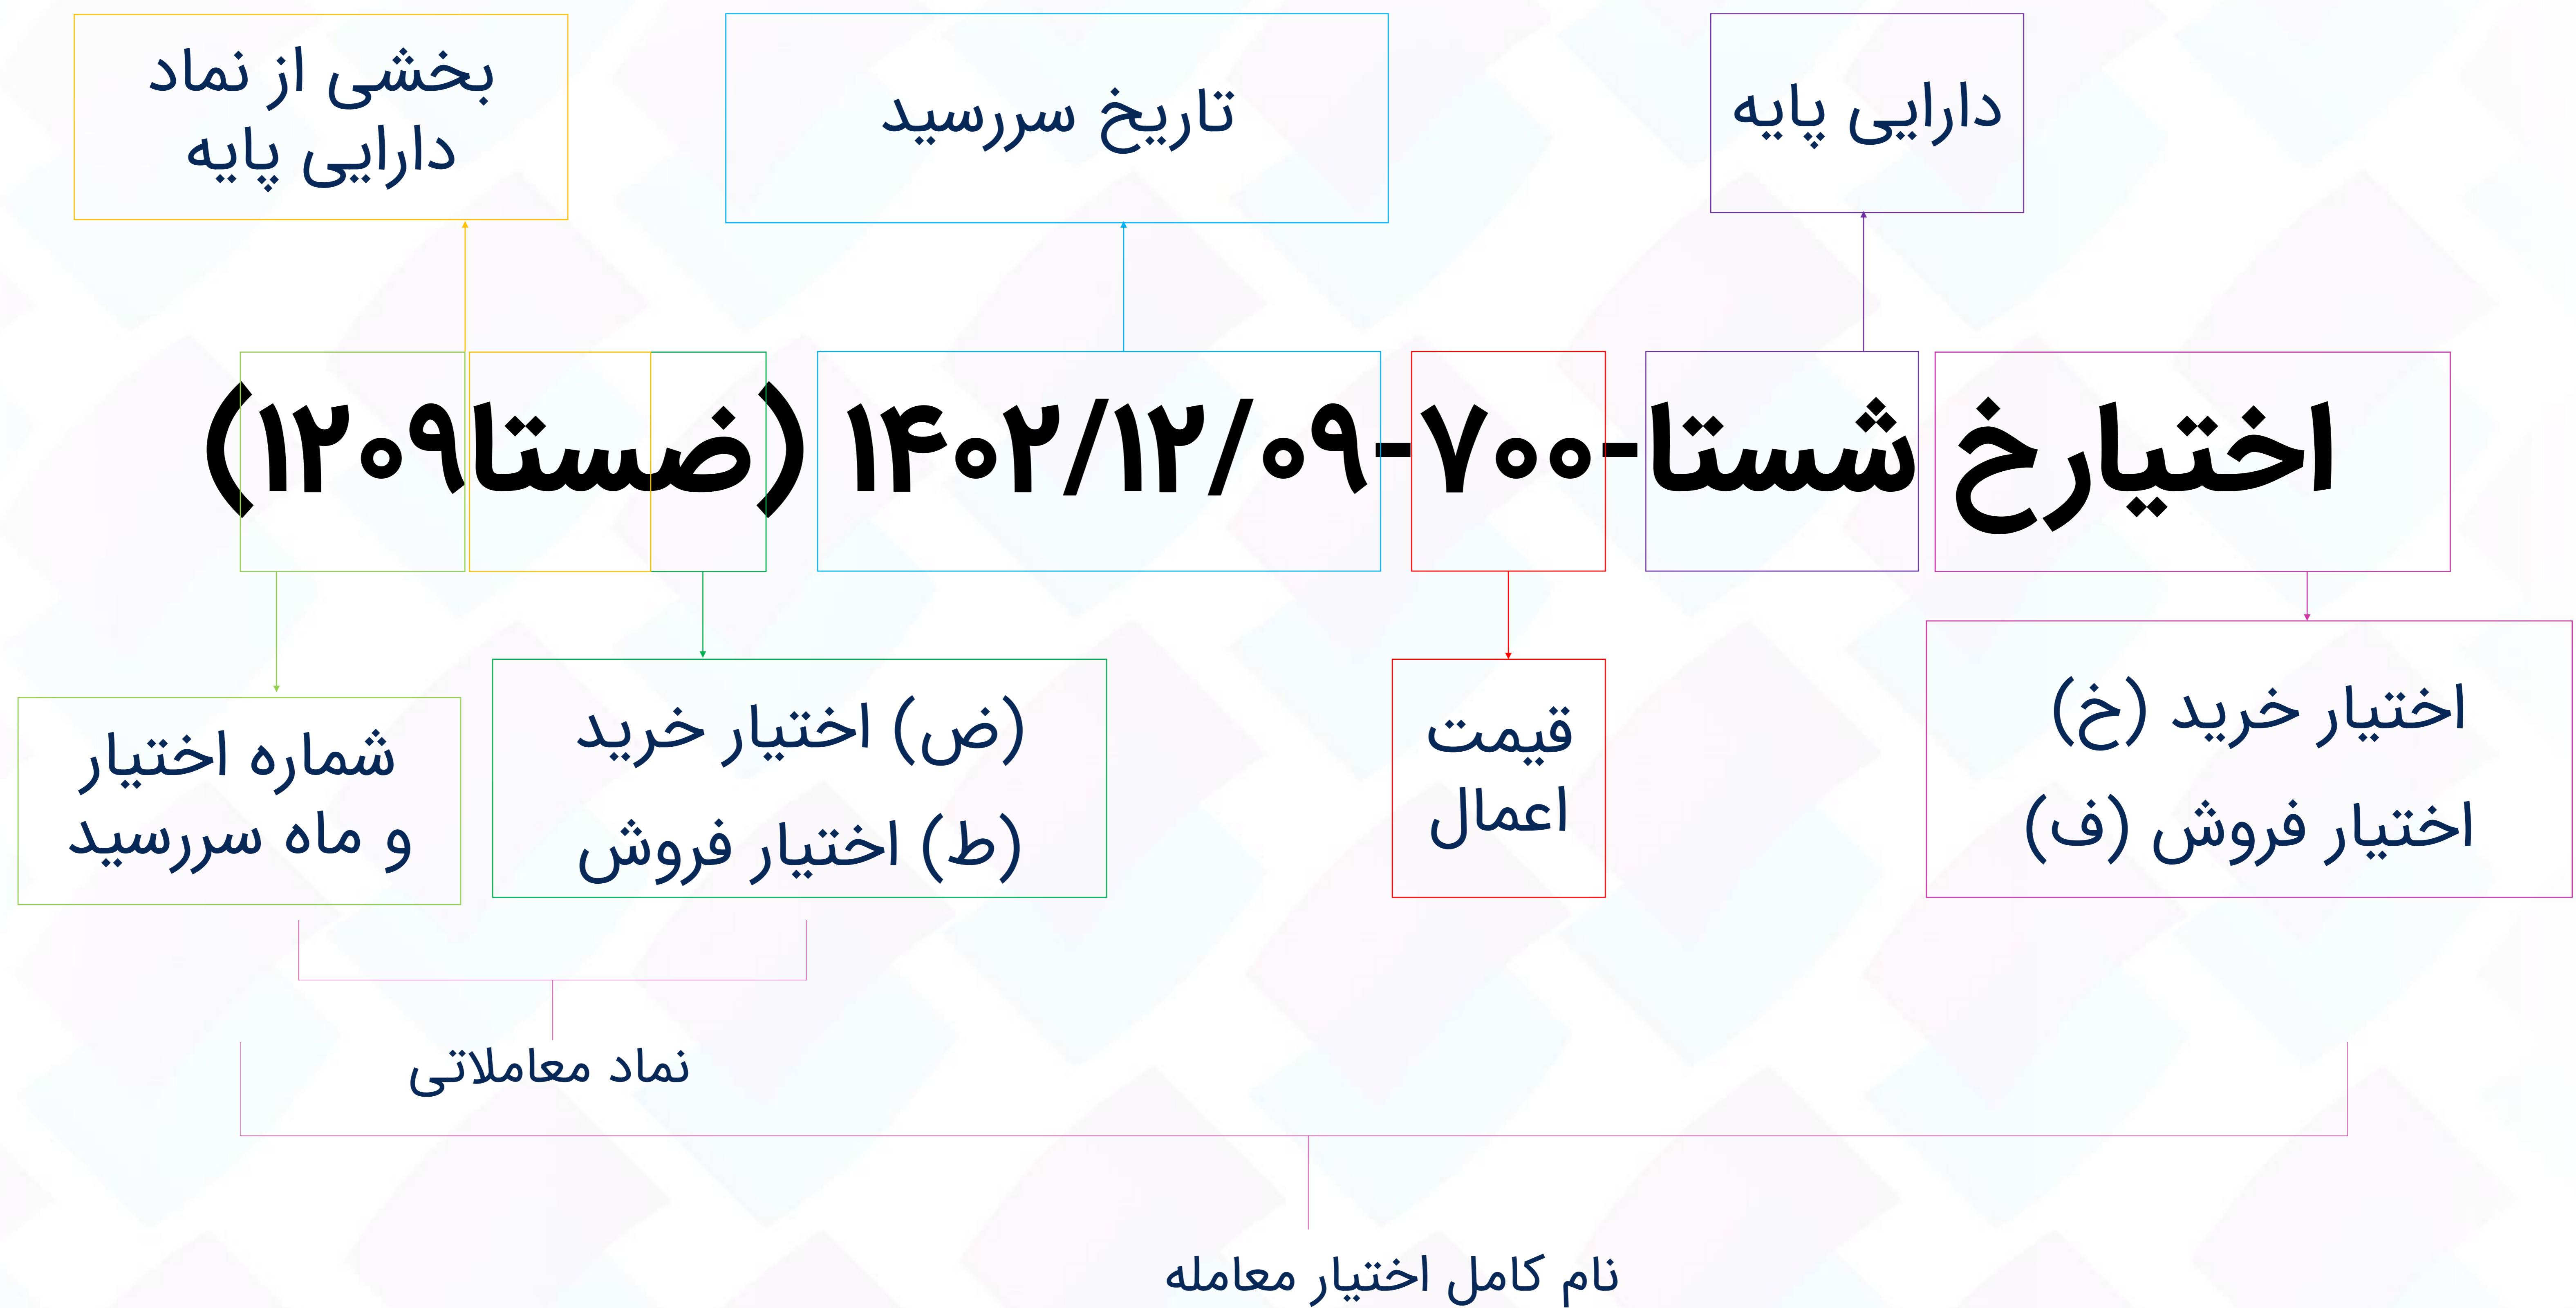 دارایی پایه
تاریخ سررسید
بخشی از نماد
دارایی پایه
اختیارخ شستا-۷۰۰-۱۴۰۲/۱۲/۰۹ (ضستا۱۲۰۹)
اختیار خرید (خ)
اختیار فروش (ف)
قیمت
اعمال
(ض) اختیار خرید
(ط) اختیار فروش
شماره اختیار
و ماه سررسید
نماد معاملاتی
نام کامل اختیار معامله